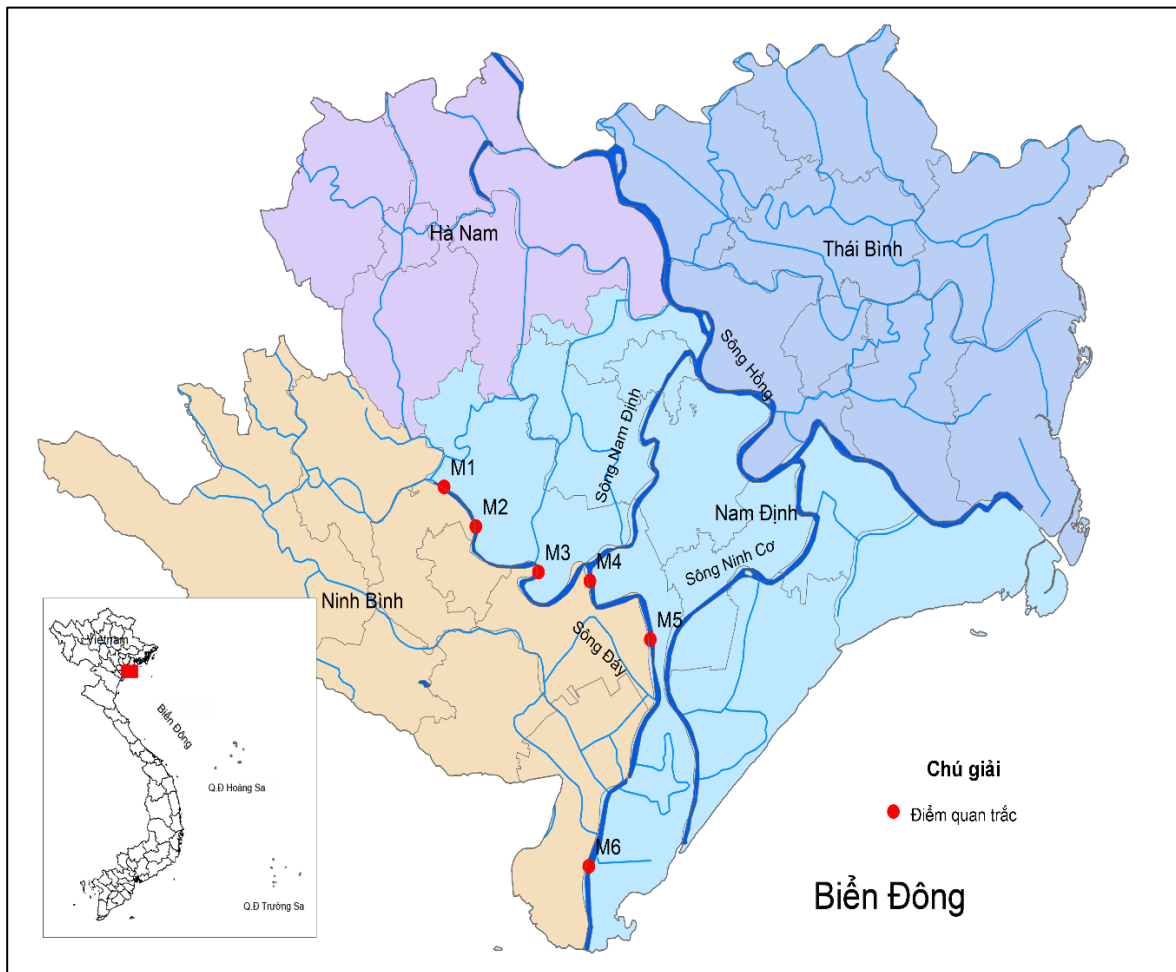 Hà Nam
Thái Bình
Sông Hồng
Sông Nam Định
M1
M2
Nam Định
Sông Ninh Cơ
M3
M4
Ninh Bình
M5
Sông Đáy
Vietnam
Biển Đông
Q.Đ Hoàng Sa
Q.Đ Trường Sa
Chú giải
Điểm quan trắc
M6
Biển Đông